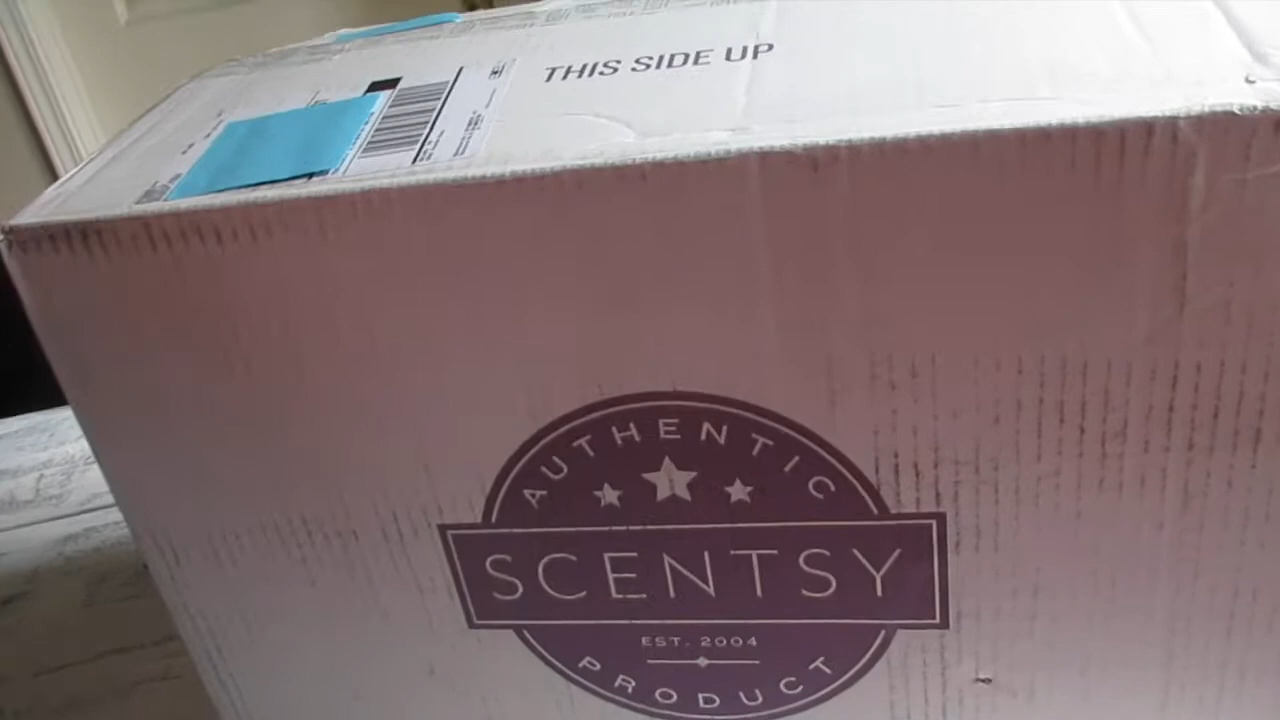 THIS SIDE UP
AUTHENTIC
SCENTSY
EST. 2004
PRODUCT